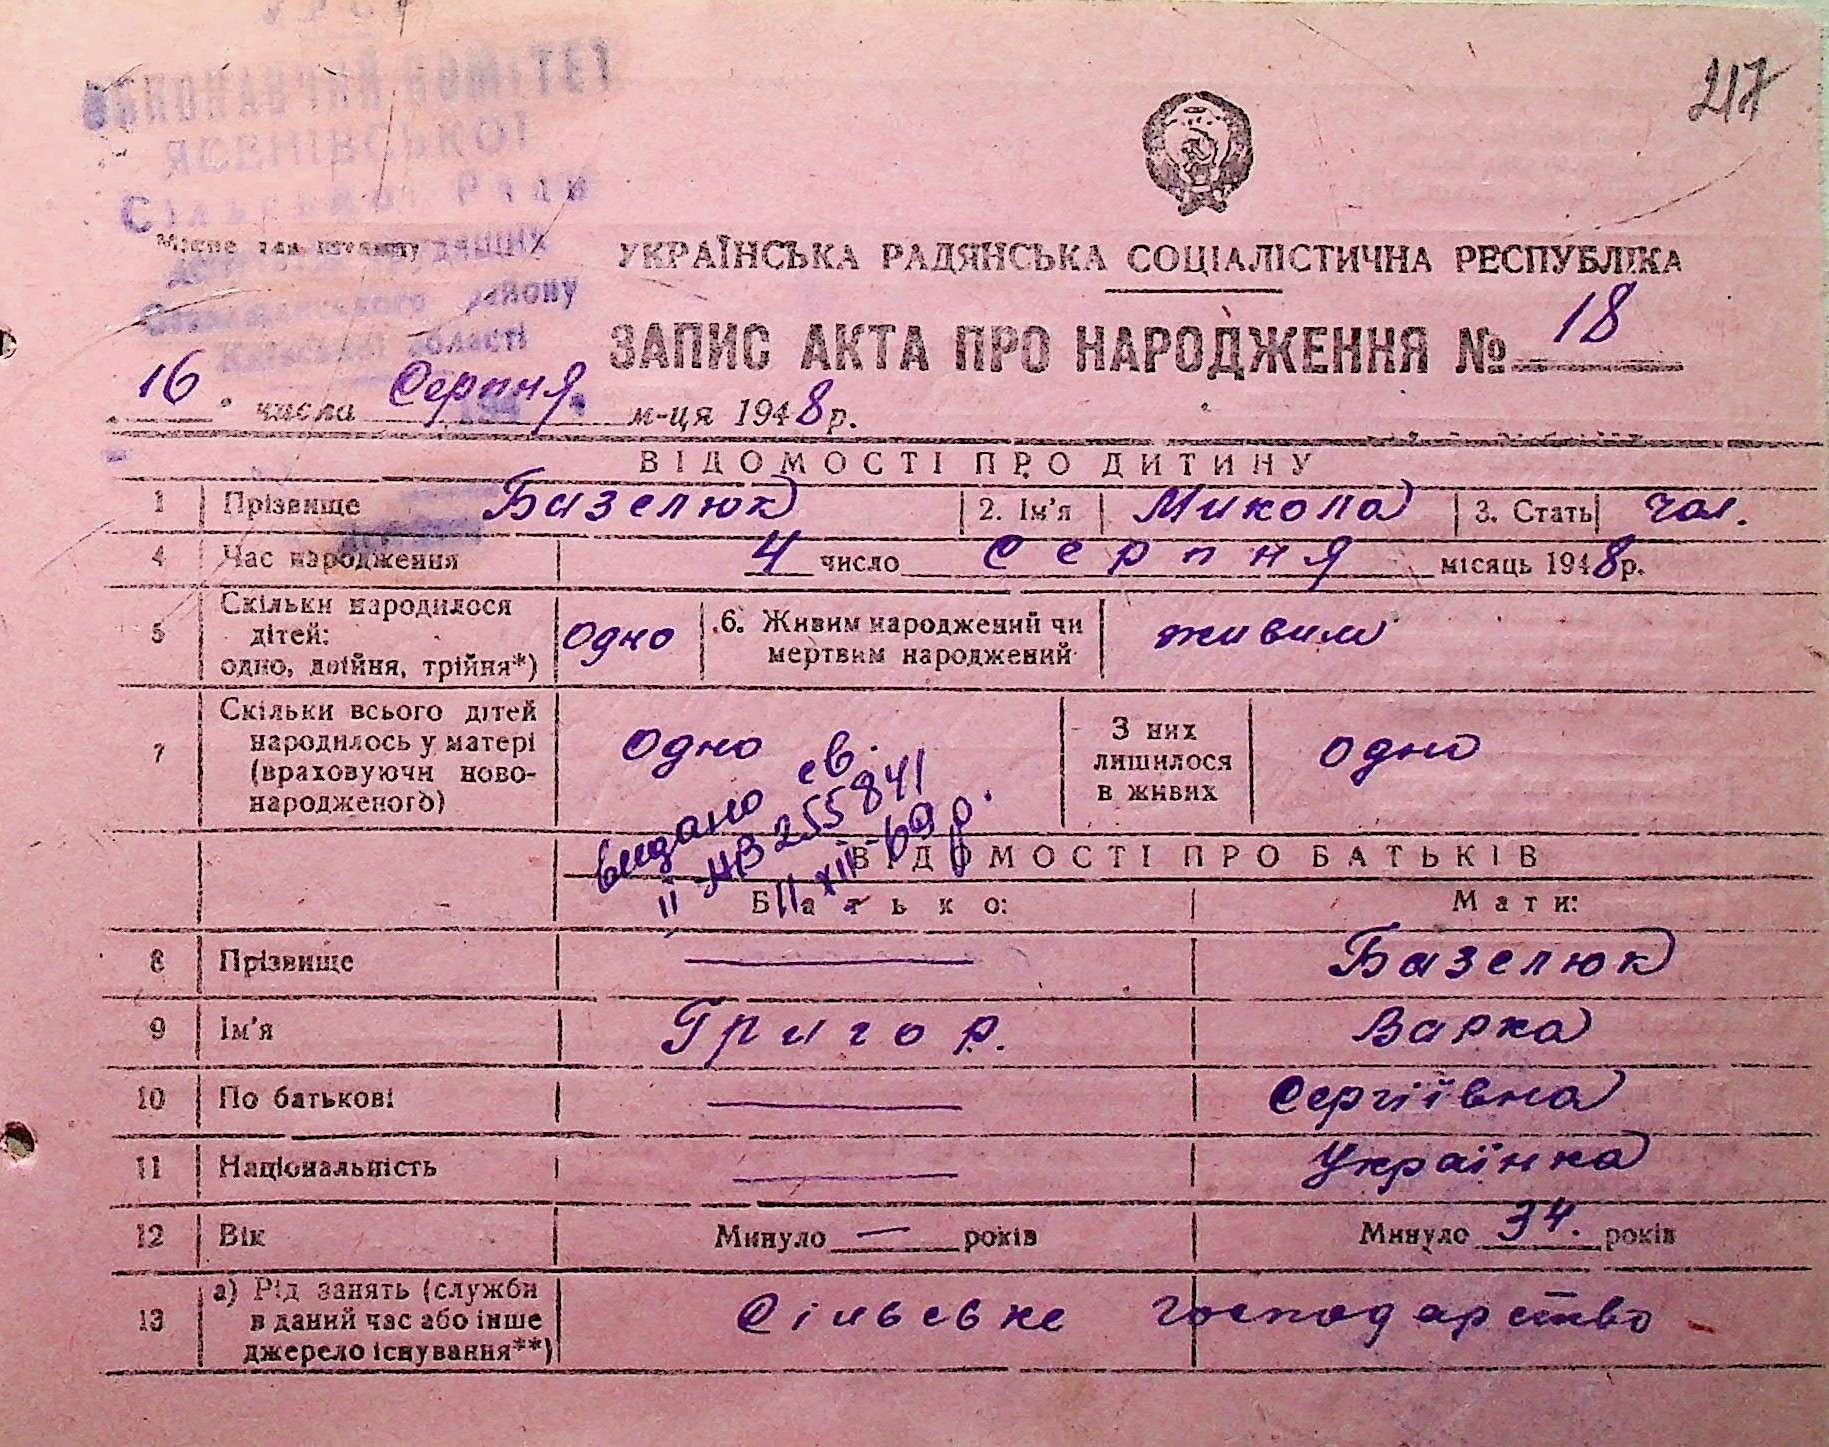 УРСР
ВИКОНАВЧИЙ КОМІТЕТ
ЯСЕНІВСЬКОЇ
Сільської Ради
трудящих
району
Київської області
Місце для штампу
217
УКРАЇНСЬКА РАДЯНСЬКА СОЦІАЛІСТИЧНА РЕСПУБЛІКА
ЗАПИС АКТА ПРО НАРОДЖЕННЯ № 18
16 числа Серпня м-ця 1948 р.
ВІДОМОСТІ ПРО ДИТИНУ
1 Прізвище Базелюк 2. Ім'я Микола 3. Стать чол.
4 Час народження 4 число Серпня місяць 1948 р.
5 Скільки народилося дітей: одно, двійня, трійня*) одно 6. Живим народжений чи мертвим народжений живим
7 Скільки всього дітей народилось у матері (враховуючи новонародженого) одно З них лишилося в живих одно
видано св.
II-ЯВ 255841
11 XII-69 р.
ВІДОМОСТІ ПРО БАТЬКІВ
Батько: Мати:
8 Прізвище — Базелюк
9 Ім'я Григор. Варка
10 По батькові — Сергіївна
11 Національність — Українка
12 Вік Минуло — років Минуло 34. років
13 а) Рід занять (служби в даний час або інше джерело існування**) Сільське господарство